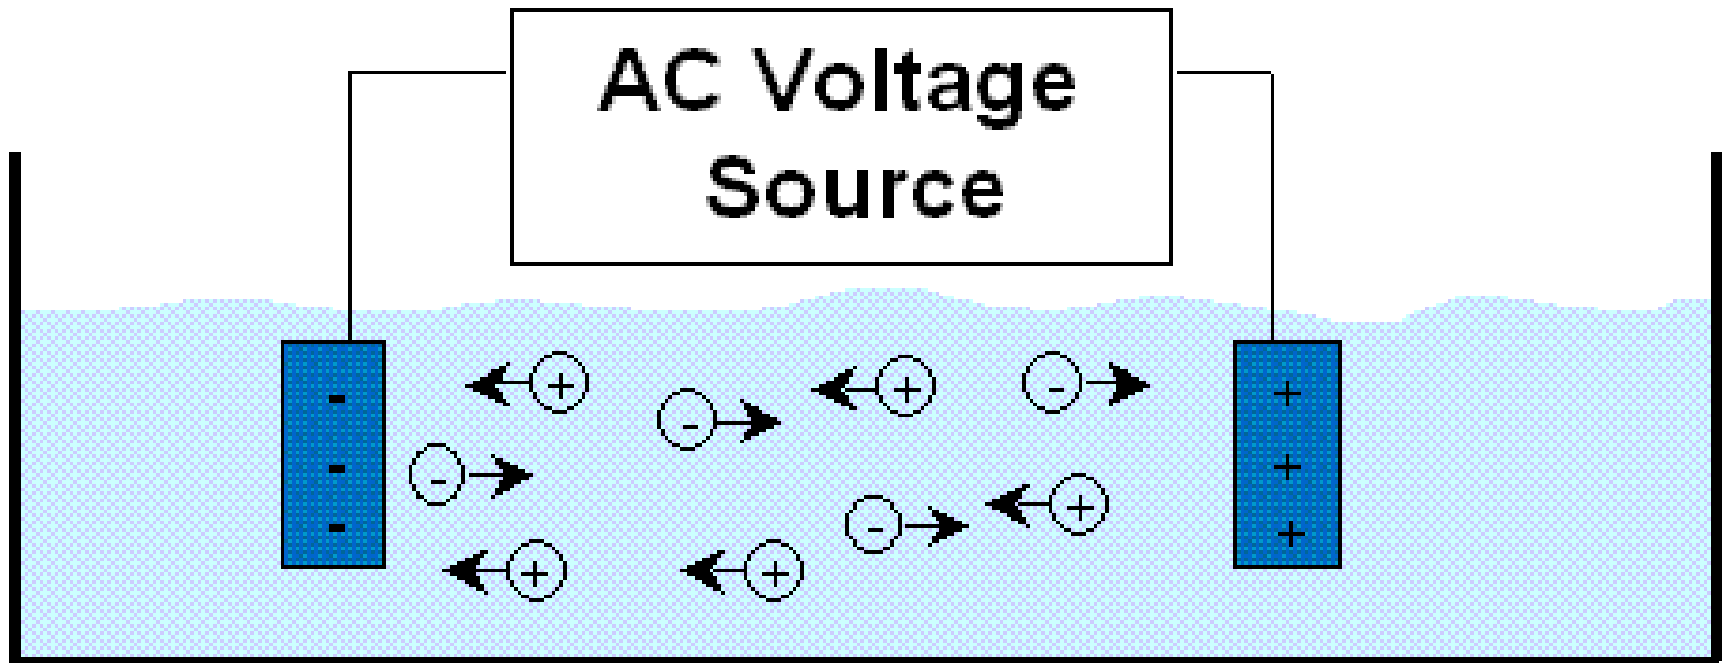 AC Voltage
Source
+ + -
- +
- - +
- +
- +
- + + +